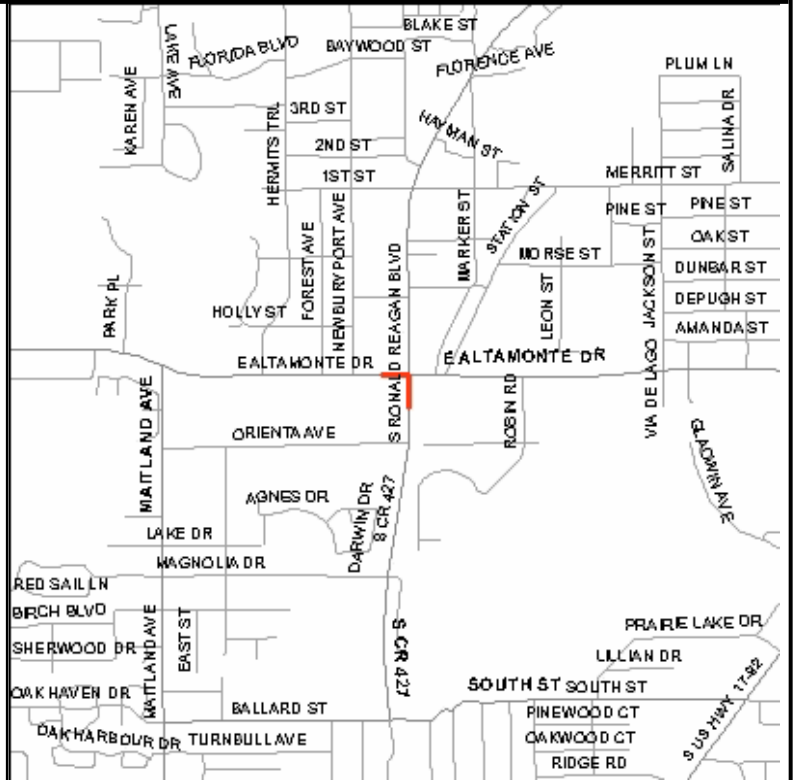 BLAKE ST
LAKE AVE
FLORIDA BLVD
BAYWOOD ST
FLORENCE AVE
PLUM LN
KAREN AVE
3RD ST
HERMITS TRL
HAYMAN ST
SALINA DR
2ND ST
1ST ST
MERRITT ST
PINE ST
PINE ST
FOREST AVE
NEWBURYPORT AVE
MARKER ST
STATION ST
OAK ST
MORSE ST
DUNBAR ST
PARK PL
HOLLY ST
S RONALD REAGAN BLVD
LEON ST
JACKSON ST
DEPUGH ST
AMANDA ST
E ALTAMONTE DR
E ALTAMONTE DR
VIA DE LAGO
MAITLAND AVE
ORIENTA AVE
ROBIN RD
GLADWIN AVE
AGNES DR
DARWIN DR
S CR 427
LAKE DR
MAGNOLIA DR
RED SAIL LN
BIRCH BLVD
MAITLAND AVE
EAST ST
S CR 427
PRAIRIE LAKE DR
SHERWOOD DR
LILLIAN DR
OAK HAVEN DR
SOUTH ST
SOUTH ST
S US HWY 17-92
BALLARD ST
PINEWOOD CT
OAK HARBOUR DR
TURNBULL AVE
OAKWOOD CT
RIDGE RD